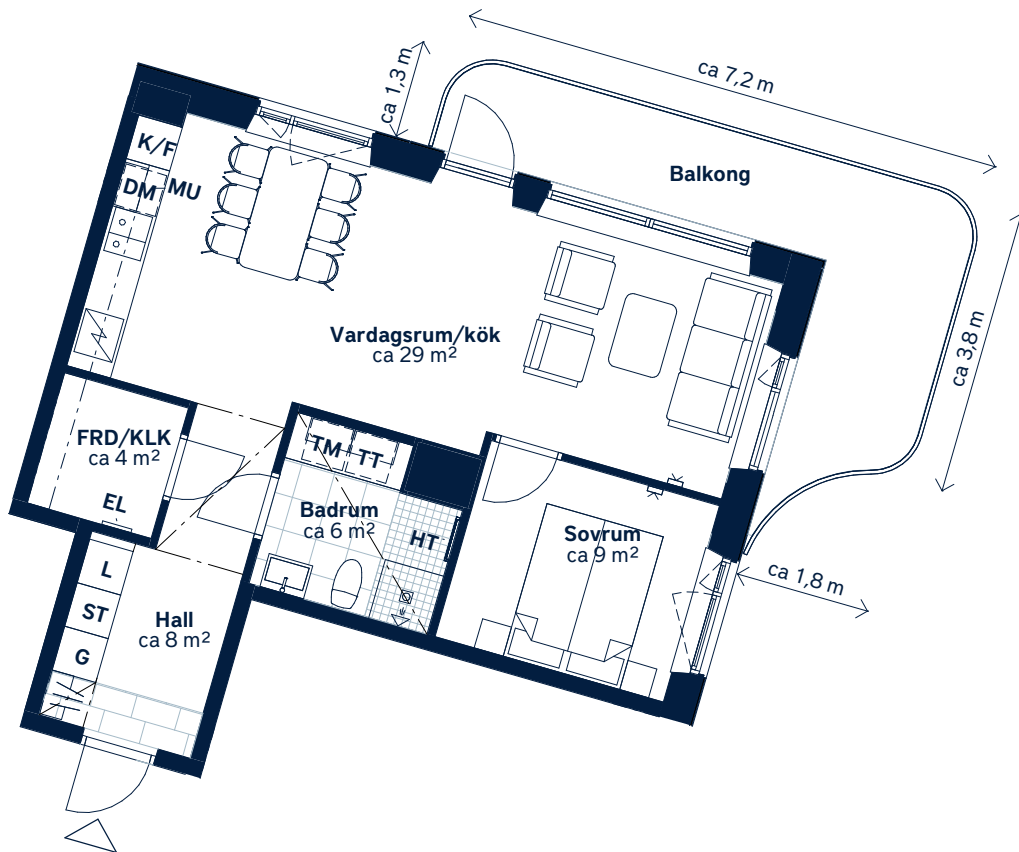 ca 7,2 m
ca 1,3 m
K/F
DM
MU
Balkong
Vardagsrum/kök
ca 29 m²
ca 3,8 m
FRD/KLK
ca 4 m²
EL
TM
TT
Badrum
ca 6 m²
HT
Sovrum
ca 9 m²
ca 1,8 m
L
ST
G
Hall
ca 8 m²